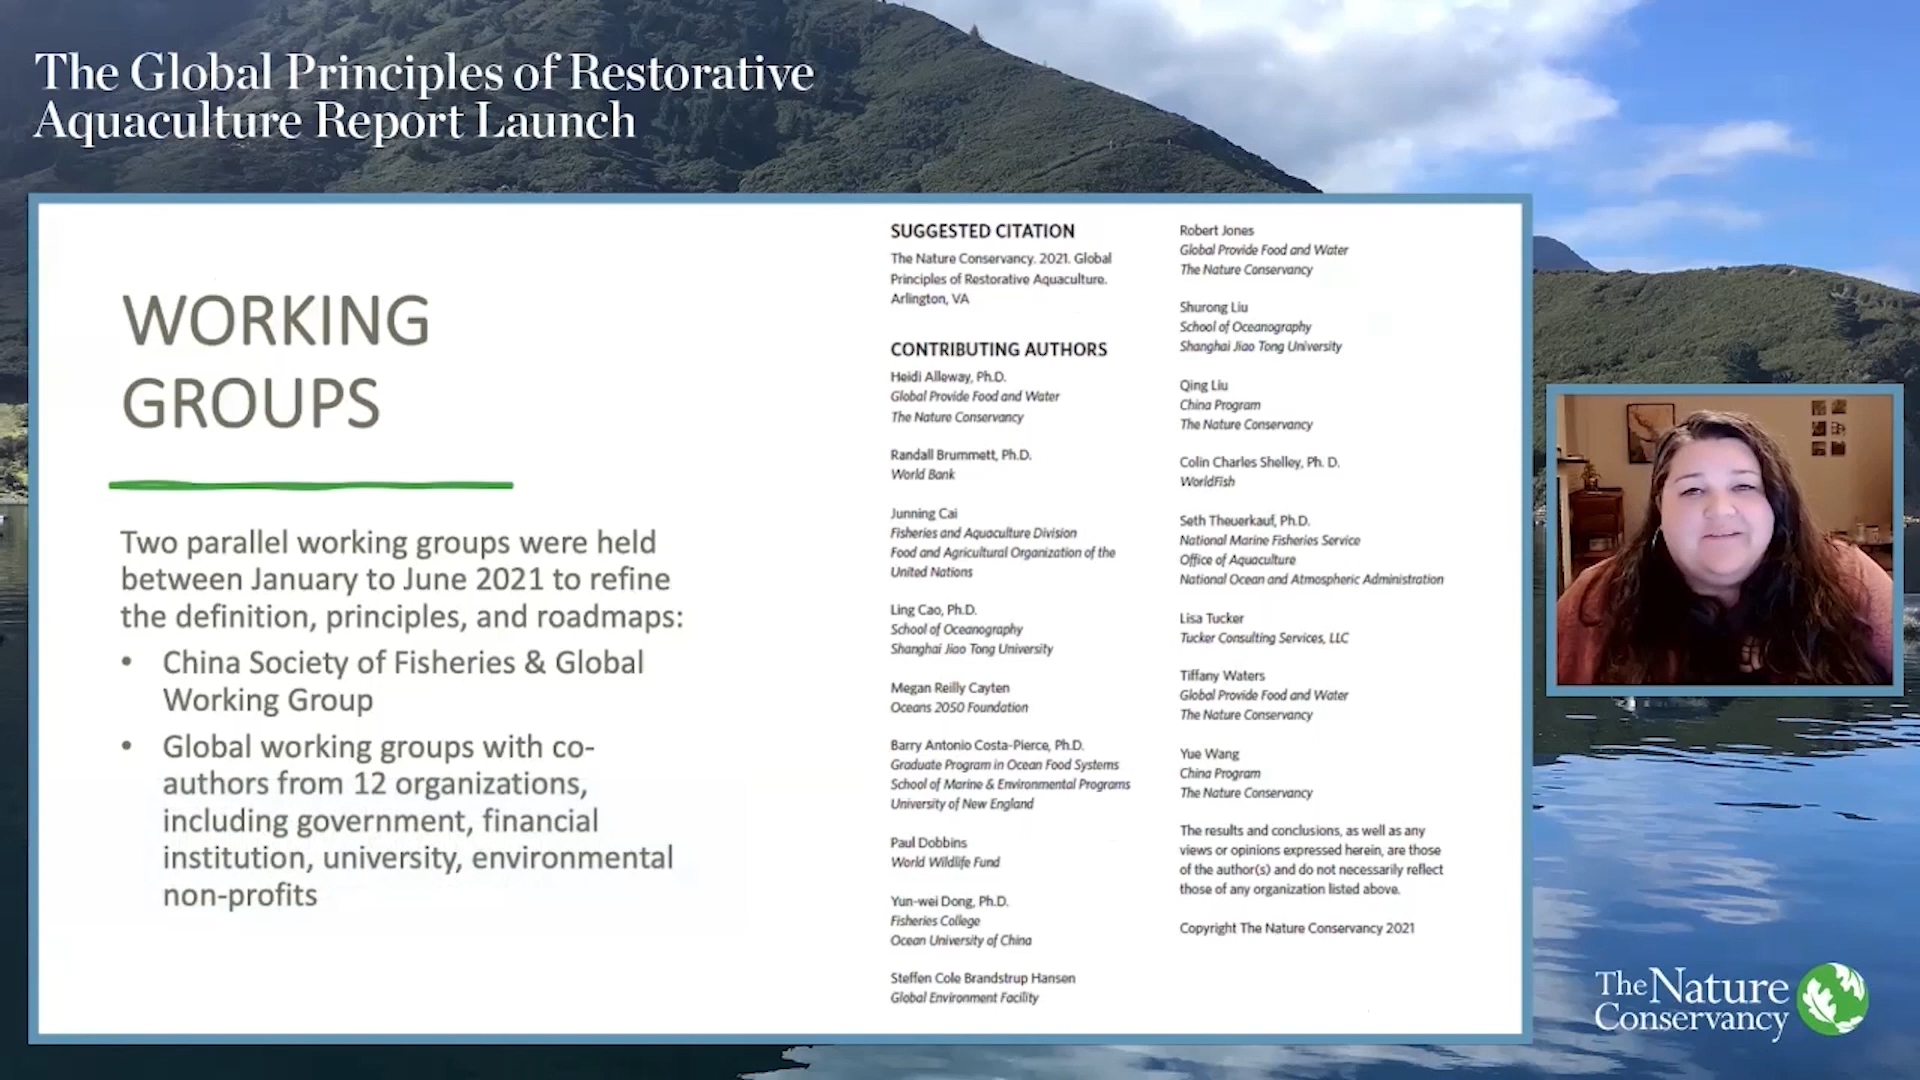 The Global Principles of Restorative
Aquaculture Report Launch
WORKING
GROUPS
Two parallel working groups were held
between January to June 2021 to refine
the definition, principles, and roadmaps:
• China Society of Fisheries & Global
Working Group
• Global working groups with co-
authors from 12 organizations,
including government, financial
institution, university, environmental
non-profits
SUGGESTED CITATION
The Nature Conservancy. 2021. Global
Principles of Restorative Aquaculture.
Arlington, VA
CONTRIBUTING AUTHORS
Heidi Alleway, Ph.D.
Global Provide Food and Water
The Nature Conservancy
Randall Brummett, Ph.D.
World Bank
Junning Cai
Fisheries and Aquaculture Division
Food and Agricultural Organization of the
United Nations
Ling Cao, Ph.D.
School of Oceanography
Shanghai Jiao Tong University
Megan Reilly Cayten
Oceans 2050 Foundation
Barry Antonio Costa-Pierce, Ph.D.
Graduate Program in Ocean Food Systems
School of Marine & Environmental Programs
University of New England
Paul Dobbins
World Wildlife Fund
Yun-wei Dong, Ph.D.
Fisheries College
Ocean University of China
Steffen Cole Brandstrup Hansen
Global Environment Facility
Robert Jones
Global Provide Food and Water
The Nature Conservancy
Shurong Liu
School of Oceanography
Shanghai Jiao Tong University
Qing Liu
China Program
The Nature Conservancy
Colin Charles Shelley, Ph. D.
WorldFish
Seth Theuerkauf, Ph.D.
National Marine Fisheries Service
Office of Aquaculture
National Ocean and Atmospheric Administration
Lisa Tucker
Tucker Consulting Services, LLC
Tiffany Waters
Global Provide Food and Water
The Nature Conservancy
Yue Wang
China Program
The Nature Conservancy
The results and conclusions, as well as any
views or opinions expressed herein, are those
of the author(s) and do not necessarily reflect
those of any organization listed above.
Copyright The Nature Conservancy 2021
The Nature
Conservancy